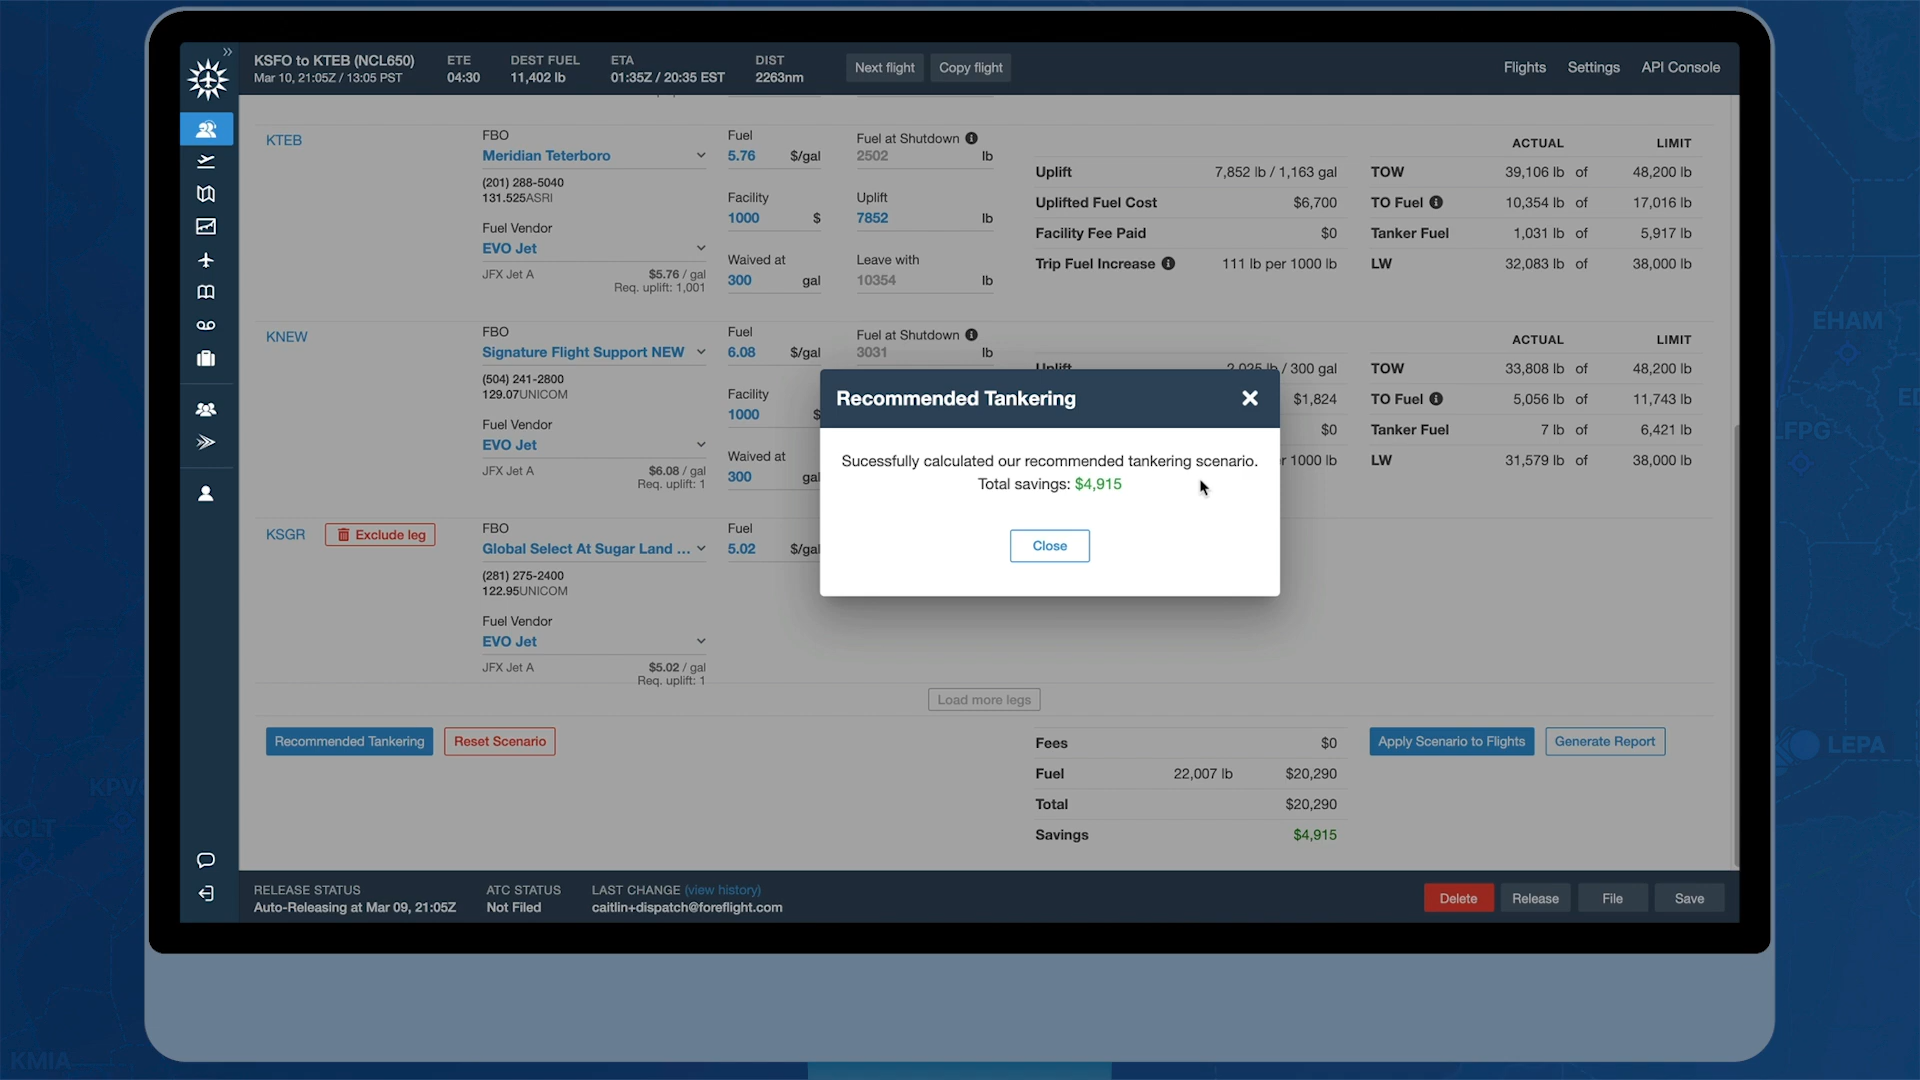 KSFO to KTEB (NCL650)
Mar 10, 21:05Z / 13:05 PST
ETE
04:30
DEST FUEL
11,402 lb
ETA
01:35Z / 20:35 EST
DIST
2263nm
Next flight
Copy flight
Flights
Settings
API Console
KTEB
FBO
Meridian Teterboro
(201) 288-5040
131.525ASRI
Fuel Vendor
EVO Jet
JFX Jet A
$5.76 / gal
Req. uplift: 1,001
Fuel
5.76 $/gal
Facility
1000 $
Waived at
300 gal
Fuel at Shutdown
2502 lb
Uplift
7852 lb
Leave with
10354 lb
Uplift 7,852 lb / 1,163 gal
Uplifted Fuel Cost $6,700
Facility Fee Paid $0
Trip Fuel Increase 111 lb per 1000 lb
ACTUAL LIMIT
TOW 39,106 lb of 48,200 lb
TO Fuel 10,354 lb of 17,016 lb
Tanker Fuel 1,031 lb of 5,917 lb
LW 32,083 lb of 38,000 lb
KNEW
FBO
Signature Flight Support NEW
(504) 241-2800
129.07UNICOM
Fuel Vendor
EVO Jet
JFX Jet A
$6.08 / gal
Req. uplift: 1
Fuel
6.08 $/gal
Facility
1000 $
Waived at
300 gal
Fuel at Shutdown
3031 lb
Uplift 2,025 lb / 300 gal
$1,824
$0
r 1000 lb
ACTUAL LIMIT
TOW 33,808 lb of 48,200 lb
TO Fuel 5,056 lb of 11,743 lb
Tanker Fuel 7 lb of 6,421 lb
LW 31,579 lb of 38,000 lb
Recommended Tankering
Sucessfully calculated our recommended tankering scenario.
Total savings: $4,915
Close
KSGR
Exclude leg
FBO
Global Select At Sugar Land ...
(281) 275-2400
122.95UNICOM
Fuel Vendor
EVO Jet
JFX Jet A
$5.02 / gal
Req. uplift: 1
Fuel
5.02 $/gal
Load more legs
Recommended Tankering
Reset Scenario
Fees $0
Fuel 22,007 lb $20,290
Total $20,290
Savings $4,915
Apply Scenario to Flights
Generate Report
RELEASE STATUS
Auto-Releasing at Mar 09, 21:05Z
ATC STATUS
Not Filed
LAST CHANGE (view history)
caitlin+dispatch@foreflight.com
Delete
Release
File
Save
EHAM
LFPG
LEPA
KCLT
KMIA